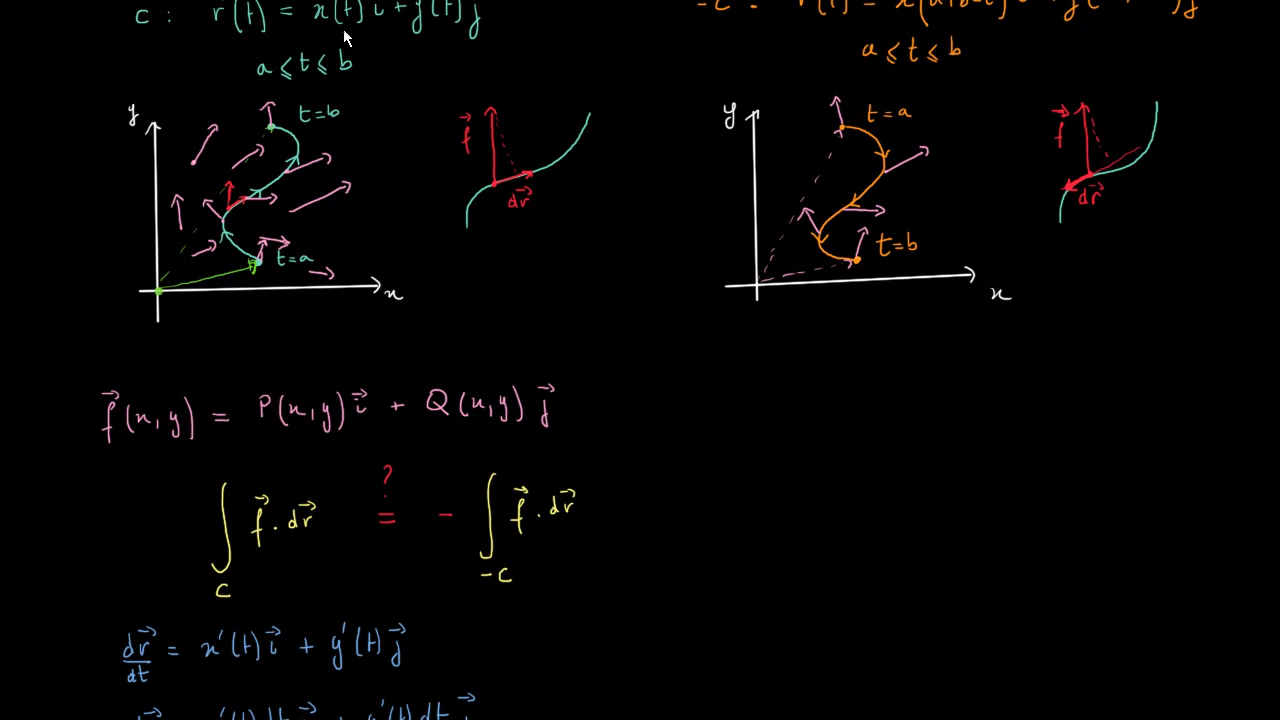 c : r(t) = x(t) i + y(t) j
-c : r(t) = x(a+b-t)
a ⩽ t ⩽ b
a ⩽ t ⩽ b
y
t=b
f⃗
dr⃗
t=a
x
y
t=a
f⃗
dr⃗
t=b
x
f⃗(x,y) = P(x,y) i⃗ + Q(x,y) j⃗
?
∫ f⃗ . dr⃗ = - ∫ f⃗ . dr⃗
C -C
dr⃗/dt = x'(t) i⃗ + y'(t) j⃗